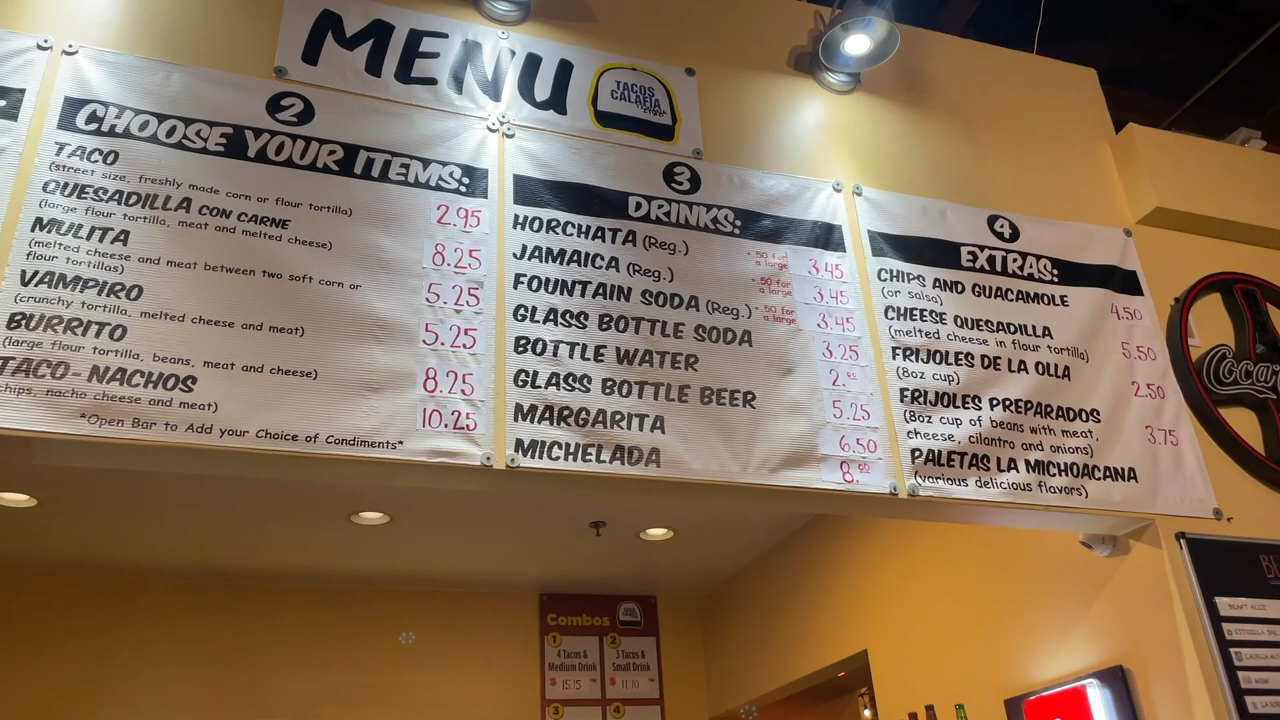 MENU
TACOS
CALAFIA
2
CHOOSE YOUR ITEMS:
TACO
(street size, freshly made corn or flour tortilla) 2.95
QUESADILLA CON CARNE
(large flour tortilla, meat and melted cheese) 8.25
MULITA
(melted cheese and meat between two soft corn or
flour tortillas) 5.25
VAMPIRO
(crunchy tortilla, melted cheese and meat) 5.25
BURRITO
(large flour tortilla, beans, meat and cheese) 8.25
TACO-NACHOS
chips, nacho cheese and meat) 10.25
*Open Bar to Add your Choice of Condiments*
3
DRINKS:
HORCHATA (Reg.) +.50 for a large 3.45
JAMAICA (Reg.) +.50 for a large 3.45
FOUNTAIN SODA (Reg.) +.50 for a large 3.45
GLASS BOTTLE SODA 3.25
BOTTLE WATER 2.00
GLASS BOTTLE BEER 5.25
MARGARITA 6.50
MICHELADA 8.00
4
EXTRAS:
CHIPS AND GUACAMOLE
(or salsa) 4.50
CHEESE QUESADILLA
(melted cheese in flour tortilla) 5.50
FRIJOLES DE LA OLLA
(8oz cup) 2.50
FRIJOLES PREPARADOS
(8oz cup of beans with meat,
cheese, cilantro and onions) 3.75
PALETAS LA MICHOACANA
(various delicious flavors)
Coca
Combos
1
4 Tacos &
Medium Drink
$ 15.15
2
3 Tacos &
Small Drink
$ 11.70
3
4
BE
DRAFT